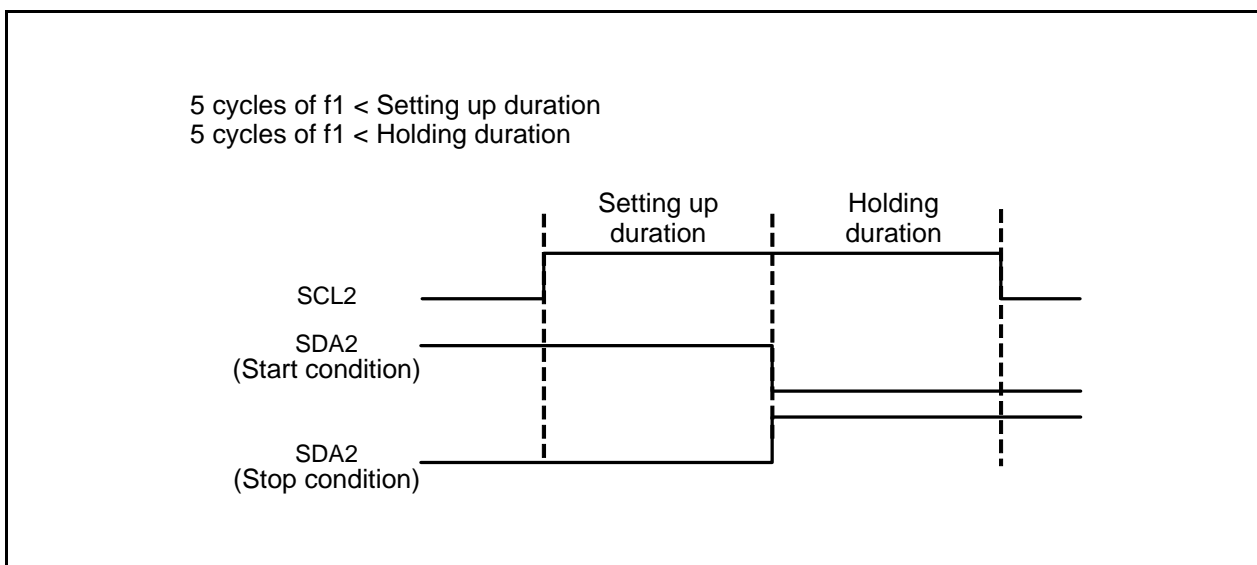 5 cycles of f1 < Setting up duration
5 cycles of f1 < Holding duration
Setting up
duration
Holding
duration
SCL2
SDA2
(Start condition)
SDA2
(Stop condition)